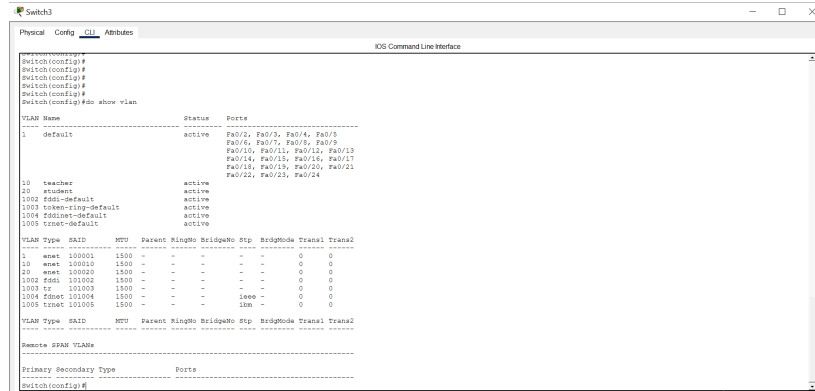 Switch3
Physical Config CLI Attributes
IOS Command Line Interface
Switch(config)#
Switch(config)#
Switch(config)#
Switch(config)#
Switch(config)#
Switch(config)#
Switch(config)#do show vlan
VLAN Name Status Ports
---- -------------------------------- --------- -------------------------------
1 default active Fa0/2, Fa0/3, Fa0/4, Fa0/5
Fa0/6, Fa0/7, Fa0/8, Fa0/9
Fa0/10, Fa0/11, Fa0/12, Fa0/13
Fa0/14, Fa0/15, Fa0/16, Fa0/17
Fa0/18, Fa0/19, Fa0/20, Fa0/21
Fa0/22, Fa0/23, Fa0/24
10 teacher active
20 student active
1002 fddi-default active
1003 token-ring-default active
1004 fddinet-default active
1005 trnet-default active
VLAN Type SAID MTU Parent RingNo BridgeNo Stp BrdgMode Trans1 Trans2
---- ----- ---------- ----- ------ ------ -------- ---- -------- ------ ------
1 enet 100001 1500 - - - - - 0 0
10 enet 100010 1500 - - - - - 0 0
20 enet 100020 1500 - - - - - 0 0
1002 fddi 101002 1500 - - - - - 0 0
1003 tr 101003 1500 - - - - - 0 0
1004 fdnet 101004 1500 - - - ieee - 0 0
1005 trnet 101005 1500 - - - ibm - 0 0
VLAN Type SAID MTU Parent RingNo BridgeNo Stp BrdgMode Trans1 Trans2
---- ----- ---------- ----- ------ ------ -------- ---- -------- ------ ------
Remote SPAN VLANs
------------------------------------------------------------------------------
Primary Secondary Type Ports
------- --------- ----------------- ------------------------------------------
Switch(config)#